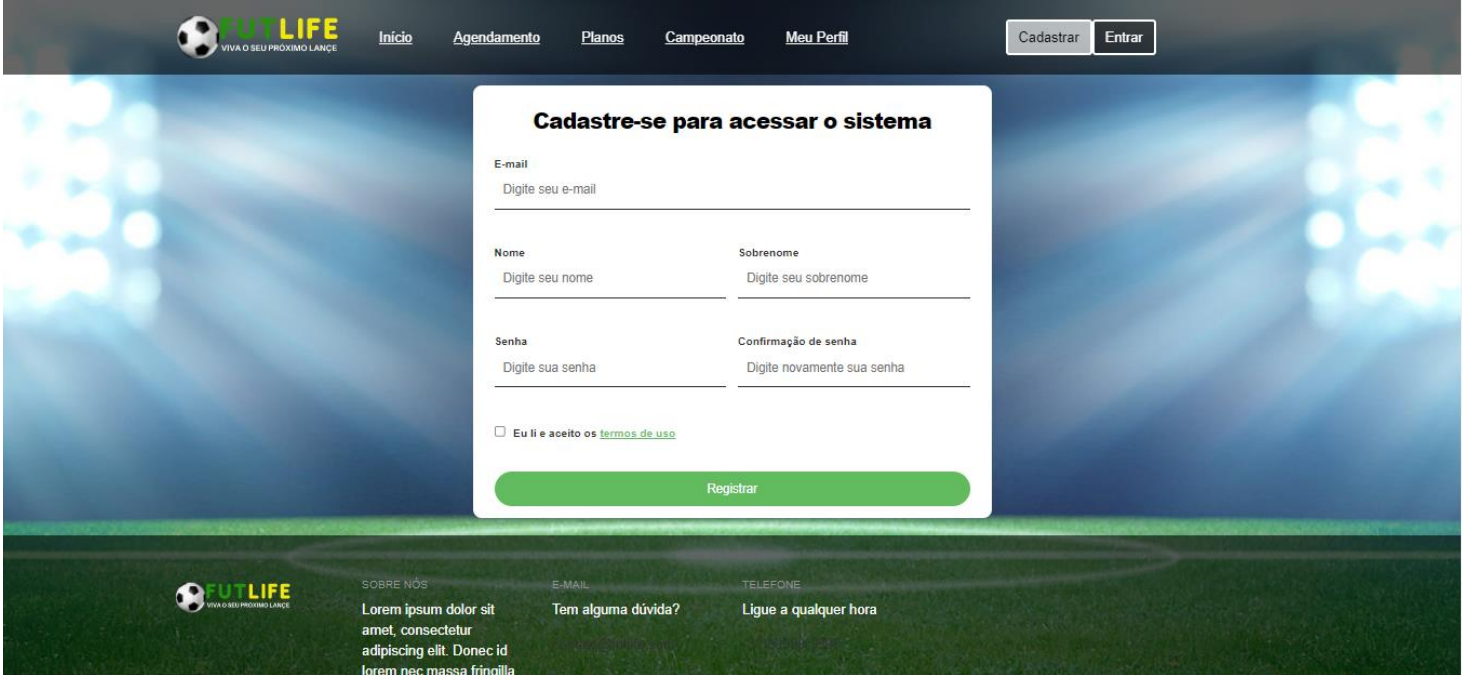 FUTLIFE
VIVA O SEU PRÓXIMO LANÇE
Início Agendamento Planos Campeonato Meu Perfil
Cadastrar Entrar
Cadastre-se para acessar o sistema
E-mail
Digite seu e-mail
Nome Sobrenome
Digite seu nome Digite seu sobrenome
Senha Confirmação de senha
Digite sua senha Digite novamente sua senha
Eu li e aceito os termos de uso
Registrar
FUTLIFE
VIVA O SEU PRÓXIMO LANÇE
SOBRE NÓS E-MAIL TELEFONE
Lorem ipsum dolor sit Tem alguma dúvida? Ligue a qualquer hora
amet, consectetur
adipiscing elit. Donec id
lorem nec massa fringilla